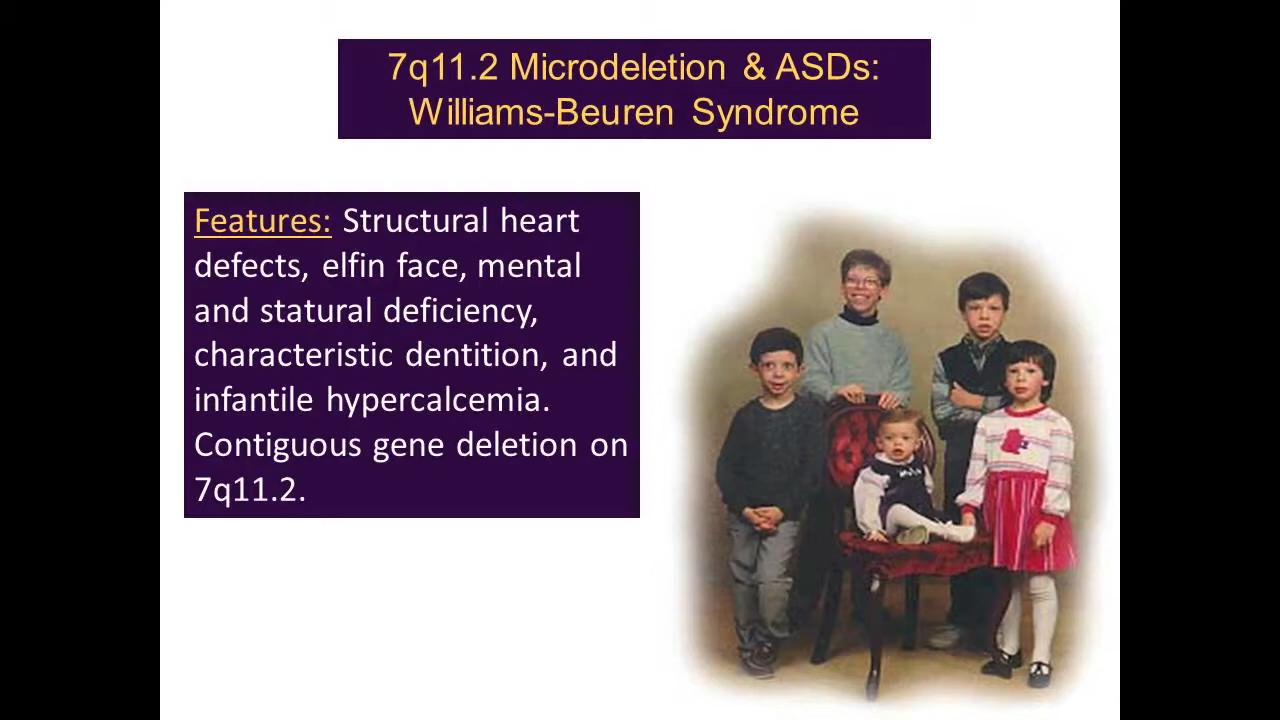 7q11.2 Microdeletion & ASDs:
Williams-Beuren Syndrome
Features: Structural heart
defects, elfin face, mental
and statural deficiency,
characteristic dentition, and
infantile hypercalcemia.
Contiguous gene deletion on
7q11.2.